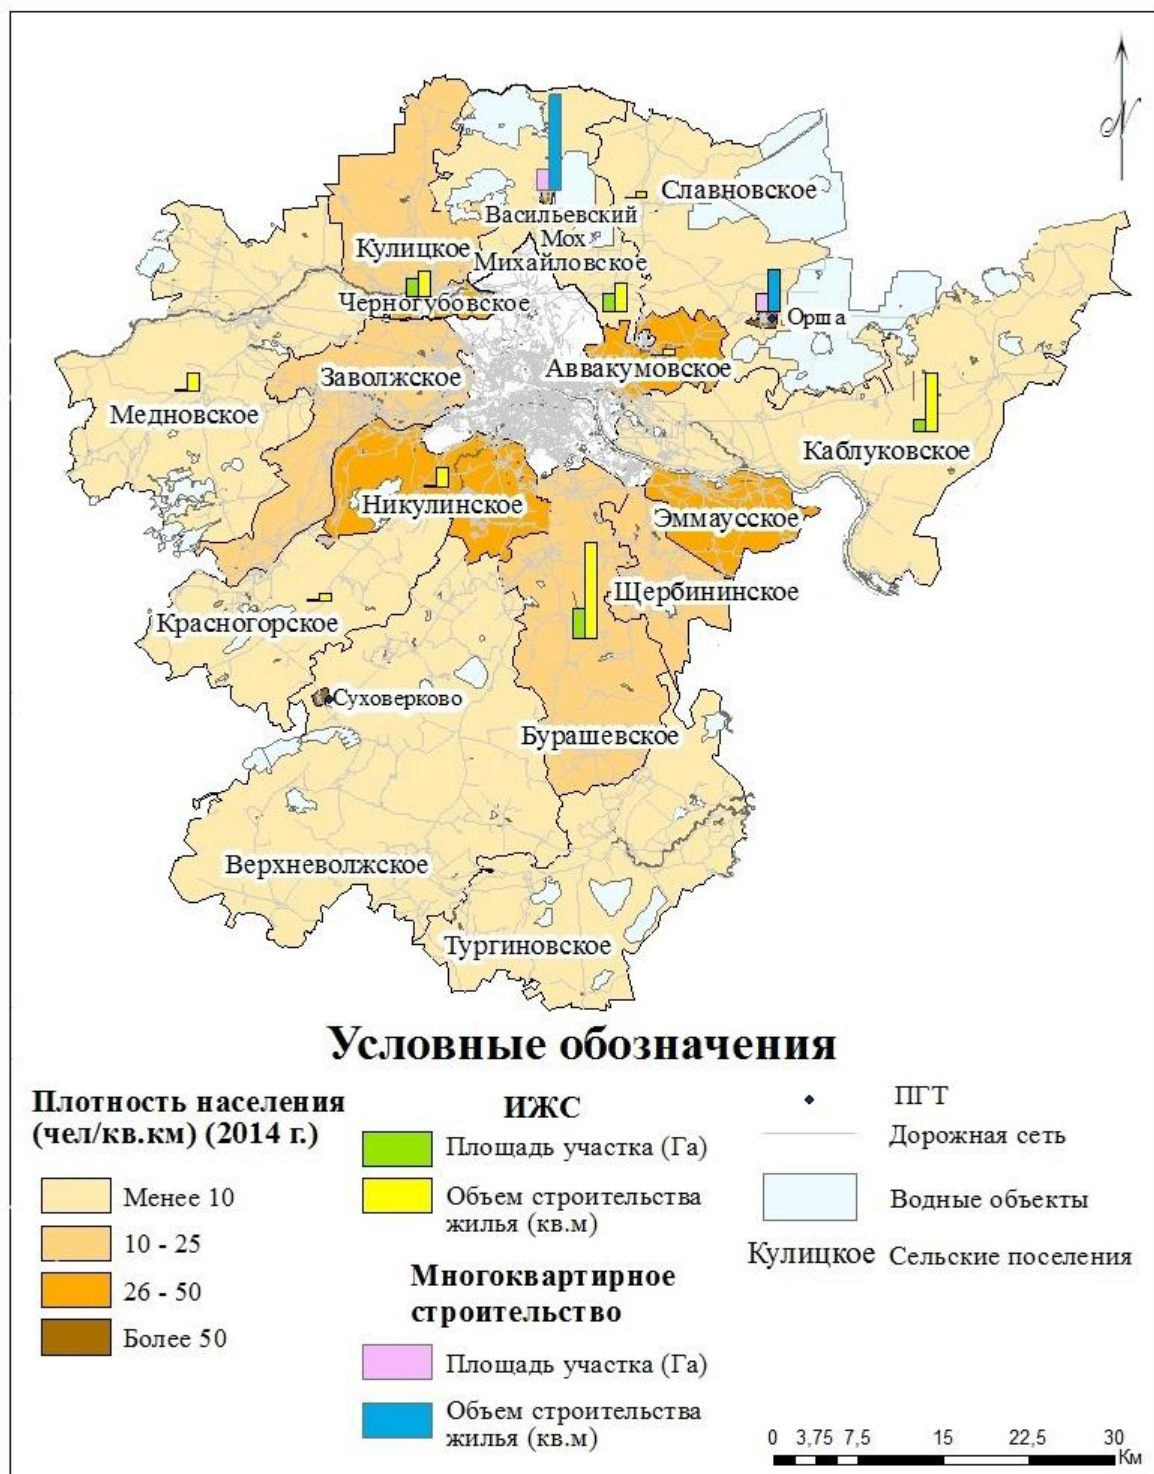 N
Славновское
Васильевский
Мох
Кулицкое
Михайловское
Черногубовское
Орша
Аввакумовское
Заволжское
Медновское
Каблуковское
Никулинское
Эммаусское
Щербининское
Красногорское
Суховерково
Бурашевское
Верхневолжское
Тургиновское
Условные обозначения
Плотность населения
(чел/кв.км) (2014 г.)
Менее 10
10 - 25
26 - 50
Более 50
ИЖС
Площадь участка (Га)
Объем строительства
жилья (кв.м)
Многоквартирное
строительство
Площадь участка (Га)
Объем строительства
жилья (кв.м)
ПГТ
Дорожная сеть
Водные объекты
Кулицкое Сельские поселения
0 3,75 7,5 15 22,5 30
Км